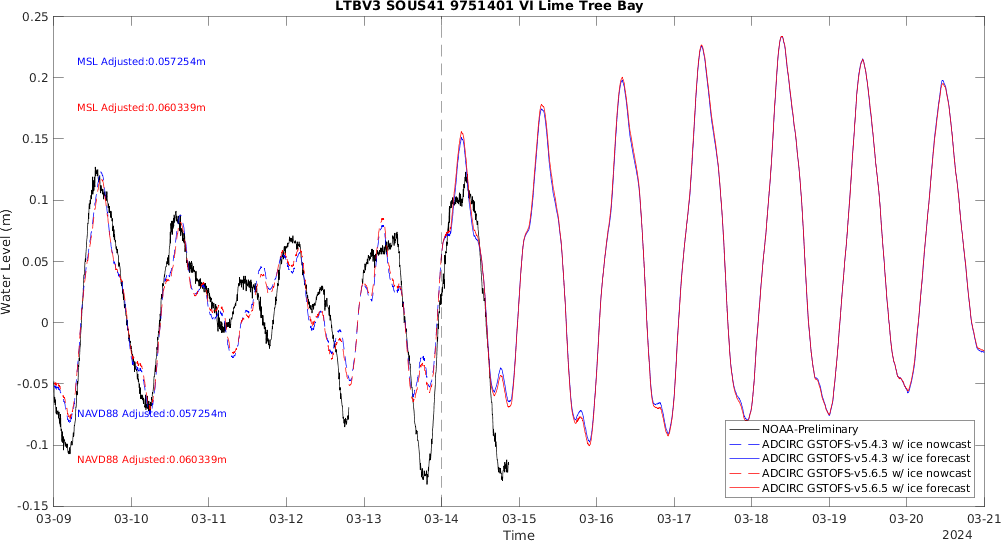 LTBV3 SOUS41 9751401 VI Lime Tree Bay
0.25
0.2
0.15
0.1
0.05
0
-0.05
-0.1
-0.15
Water Level (m)
MSL Adjusted:0.057254m
MSL Adjusted:0.060339m
NAVD88 Adjusted:0.057254m
NAVD88 Adjusted:0.060339m
NOAA-Preliminary
ADCIRC GSTOFS-v5.4.3 w/ ice nowcast
ADCIRC GSTOFS-v5.4.3 w/ ice forecast
ADCIRC GSTOFS-v5.6.5 w/ ice nowcast
ADCIRC GSTOFS-v5.6.5 w/ ice forecast
03-09 03-10 03-11 03-12 03-13 03-14 03-15 03-16 03-17 03-18 03-19 03-20 03-21
Time
2024